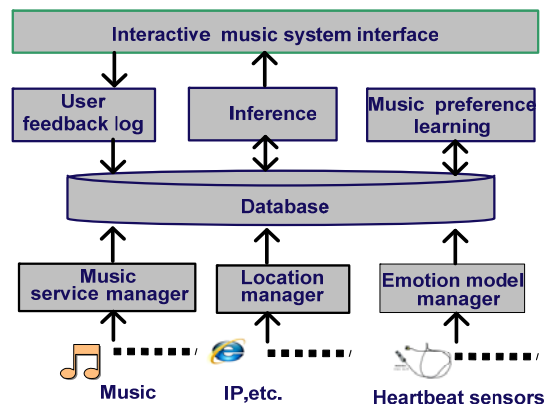 Interactive music system interface
User
feedback log
Inference
Music preference
learning
Database
Music
service manager
Location
manager
Emotion model
manager
Music
IP,etc.
Heartbeat sensors